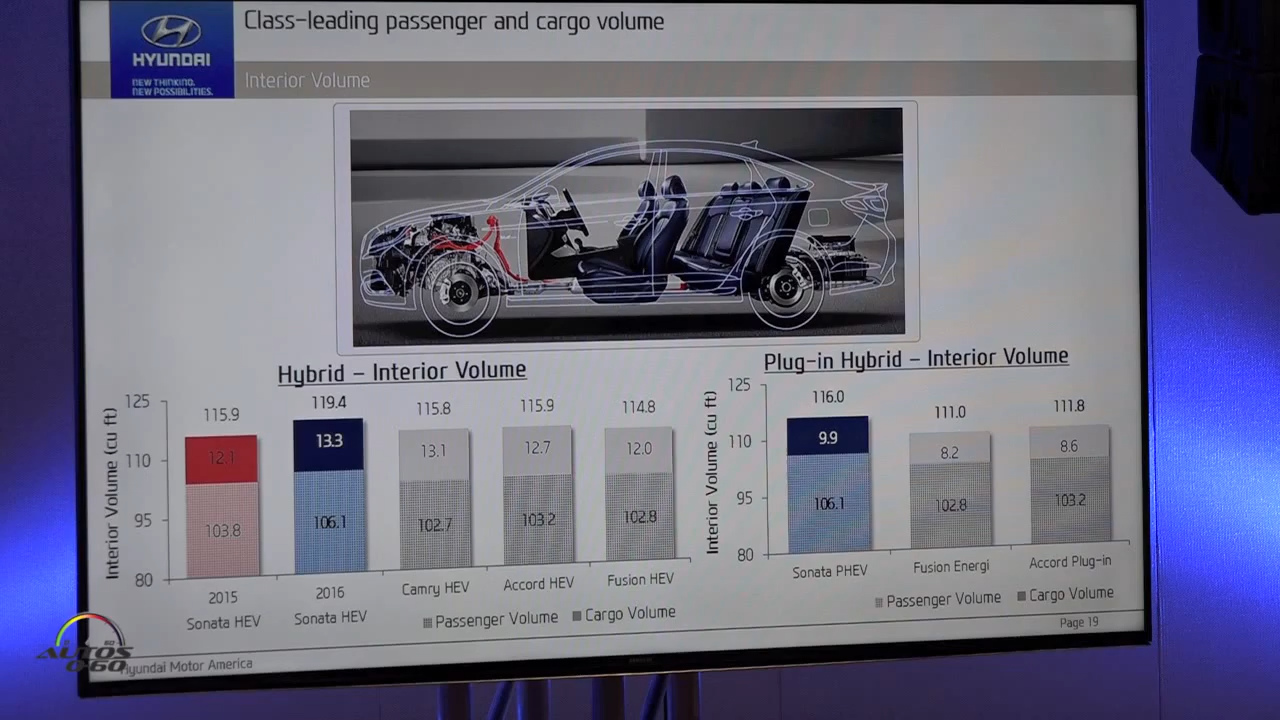 Class-leading passenger and cargo volume
HYUNDAI
NEW THINKING.
NEW POSSIBILITIES.
Interior Volume
Hybrid – Interior Volume
Interior Volume (cu ft)
125
110
95
80
115.9
119.4
115.8
115.9
114.8
12.1
13.3
13.1
12.7
12.0
103.8
106.1
102.7
103.2
102.8
2015
Sonata HEV
2016
Sonata HEV
Camry HEV
Accord HEV
Fusion HEV
Passenger Volume
Cargo Volume
Plug-in Hybrid – Interior Volume
Interior Volume (cu ft)
125
110
95
80
116.0
111.0
111.8
9.9
8.2
8.6
106.1
102.8
103.2
Sonata PHEV
Fusion Energi
Accord Plug-in
Passenger Volume
Cargo Volume
Page 19
Hyundai Motor America
AUTOS
0-60
SAMSUNG